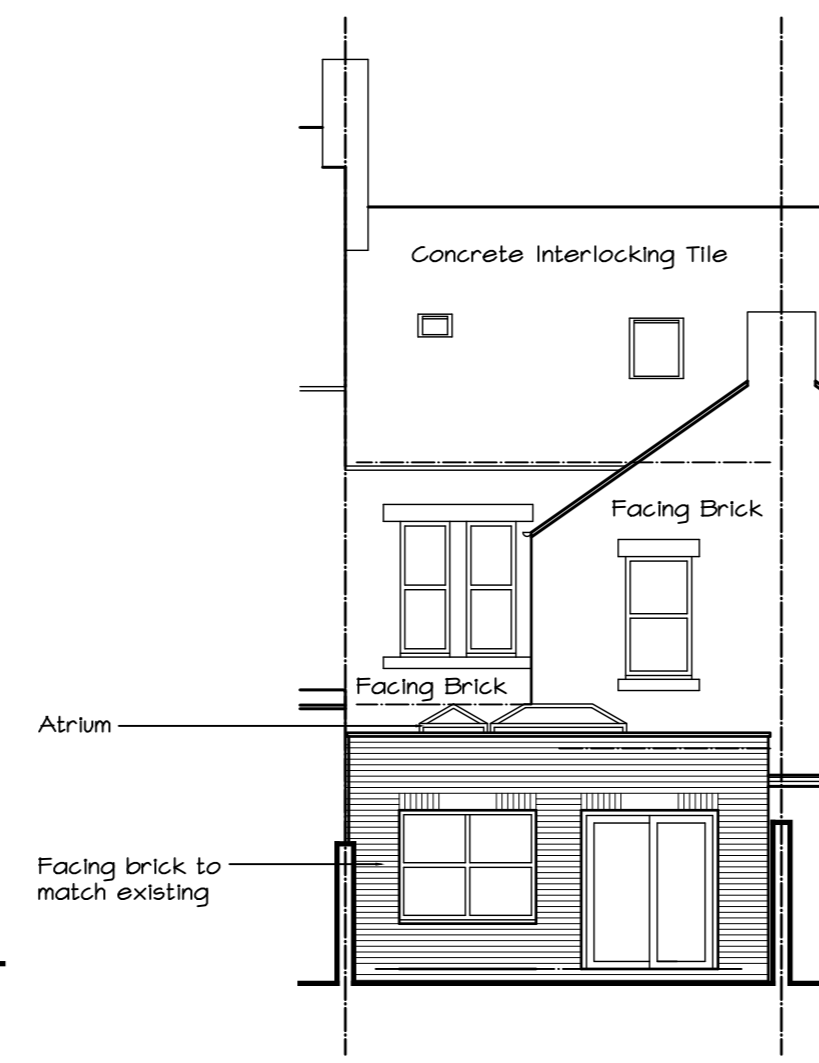 Concrete Interlocking Tile
Facing Brick
Facing Brick
Atrium
Facing brick to
match existing